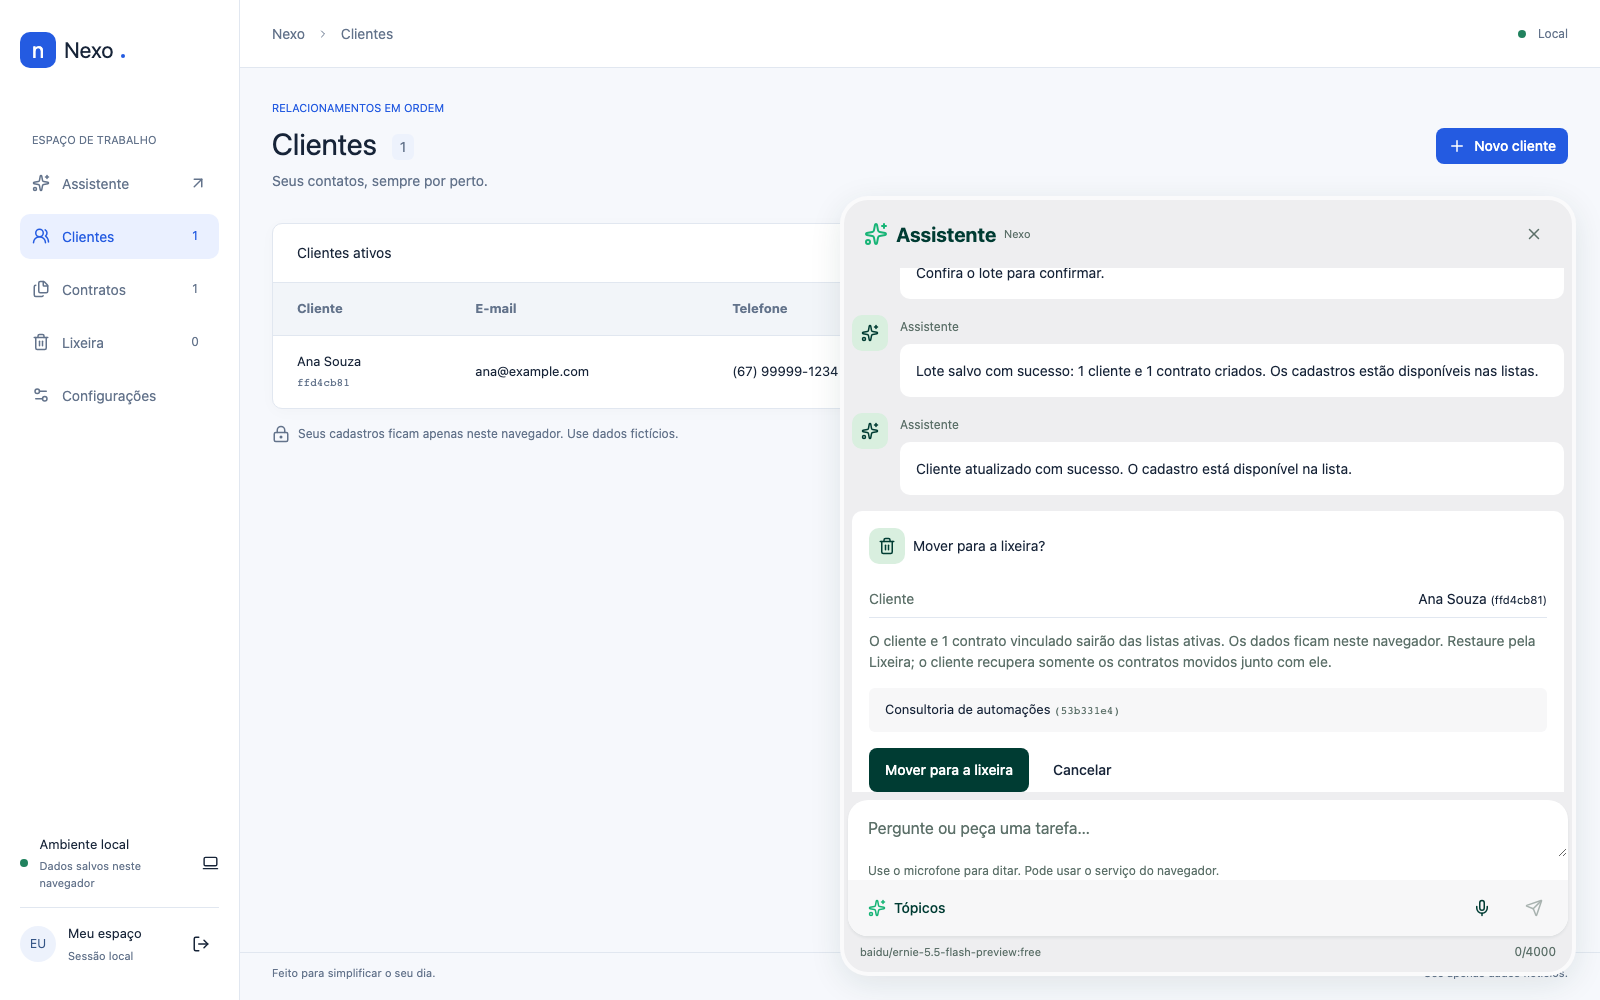 n Nexo .
ESPAÇO DE TRABALHO
Assistente
Clientes 1
Contratos 1
Lixeira 0
Configurações
Ambiente local
Dados salvos neste
navegador
EU
Meu espaço
Sessão local
Nexo > Clientes
Local
RELACIONAMENTOS EM ORDEM
Clientes 1
Seus contatos, sempre por perto.
Novo cliente
Clientes ativos
Cliente E-mail Telefone
Ana Souza
ffd4cb81
ana@example.com
(67) 99999-1234
Seus cadastros ficam apenas neste navegador. Use dados fictícios.
Feito para simplificar o seu dia.
Assistente Nexo
Confira o lote para confirmar.
Assistente
Lote salvo com sucesso: 1 cliente e 1 contrato criados. Os cadastros estão disponíveis nas listas.
Assistente
Cliente atualizado com sucesso. O cadastro está disponível na lista.
Mover para a lixeira?
Cliente Ana Souza (ffd4cb81)
O cliente e 1 contrato vinculado sairão das listas ativas. Os dados ficam neste navegador. Restaure pela
Lixeira; o cliente recupera somente os contratos movidos junto com ele.
Consultoria de automações (53b331e4)
Mover para a lixeira Cancelar
Pergunte ou peça uma tarefa...
Use o microfone para ditar. Pode usar o serviço do navegador.
Tópicos
baidu/ernie-5.5-flash-preview:free 0/4000